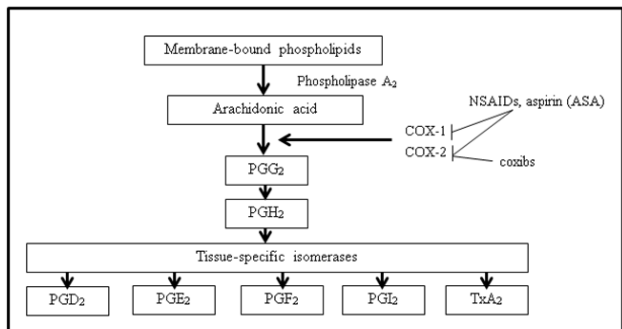 Membrane-bound phospholipids
Phospholipase A₂
Arachidonic acid
NSAIDs, aspirin (ASA)
COX-1
COX-2
coxibs
PGG₂
PGH₂
Tissue-specific isomerases
PGD₂
PGE₂
PGF₂
PGI₂
TxA₂